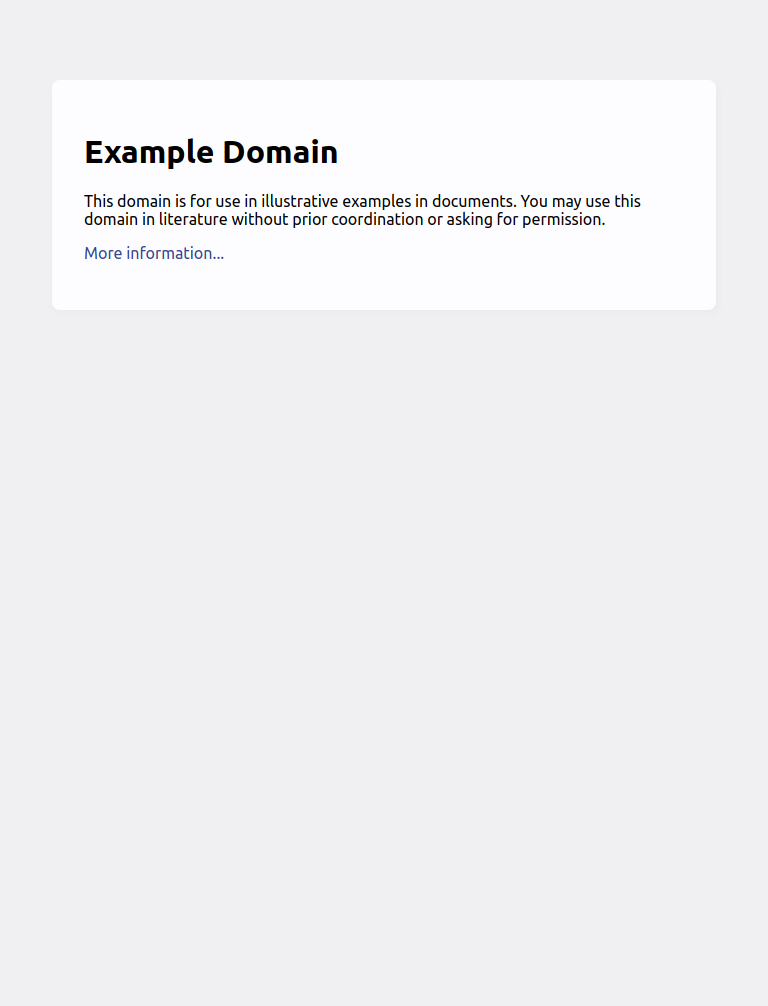 Example Domain
This domain is for use in illustrative examples in documents. You may use this
domain in literature without prior coordination or asking for permission.
More information...